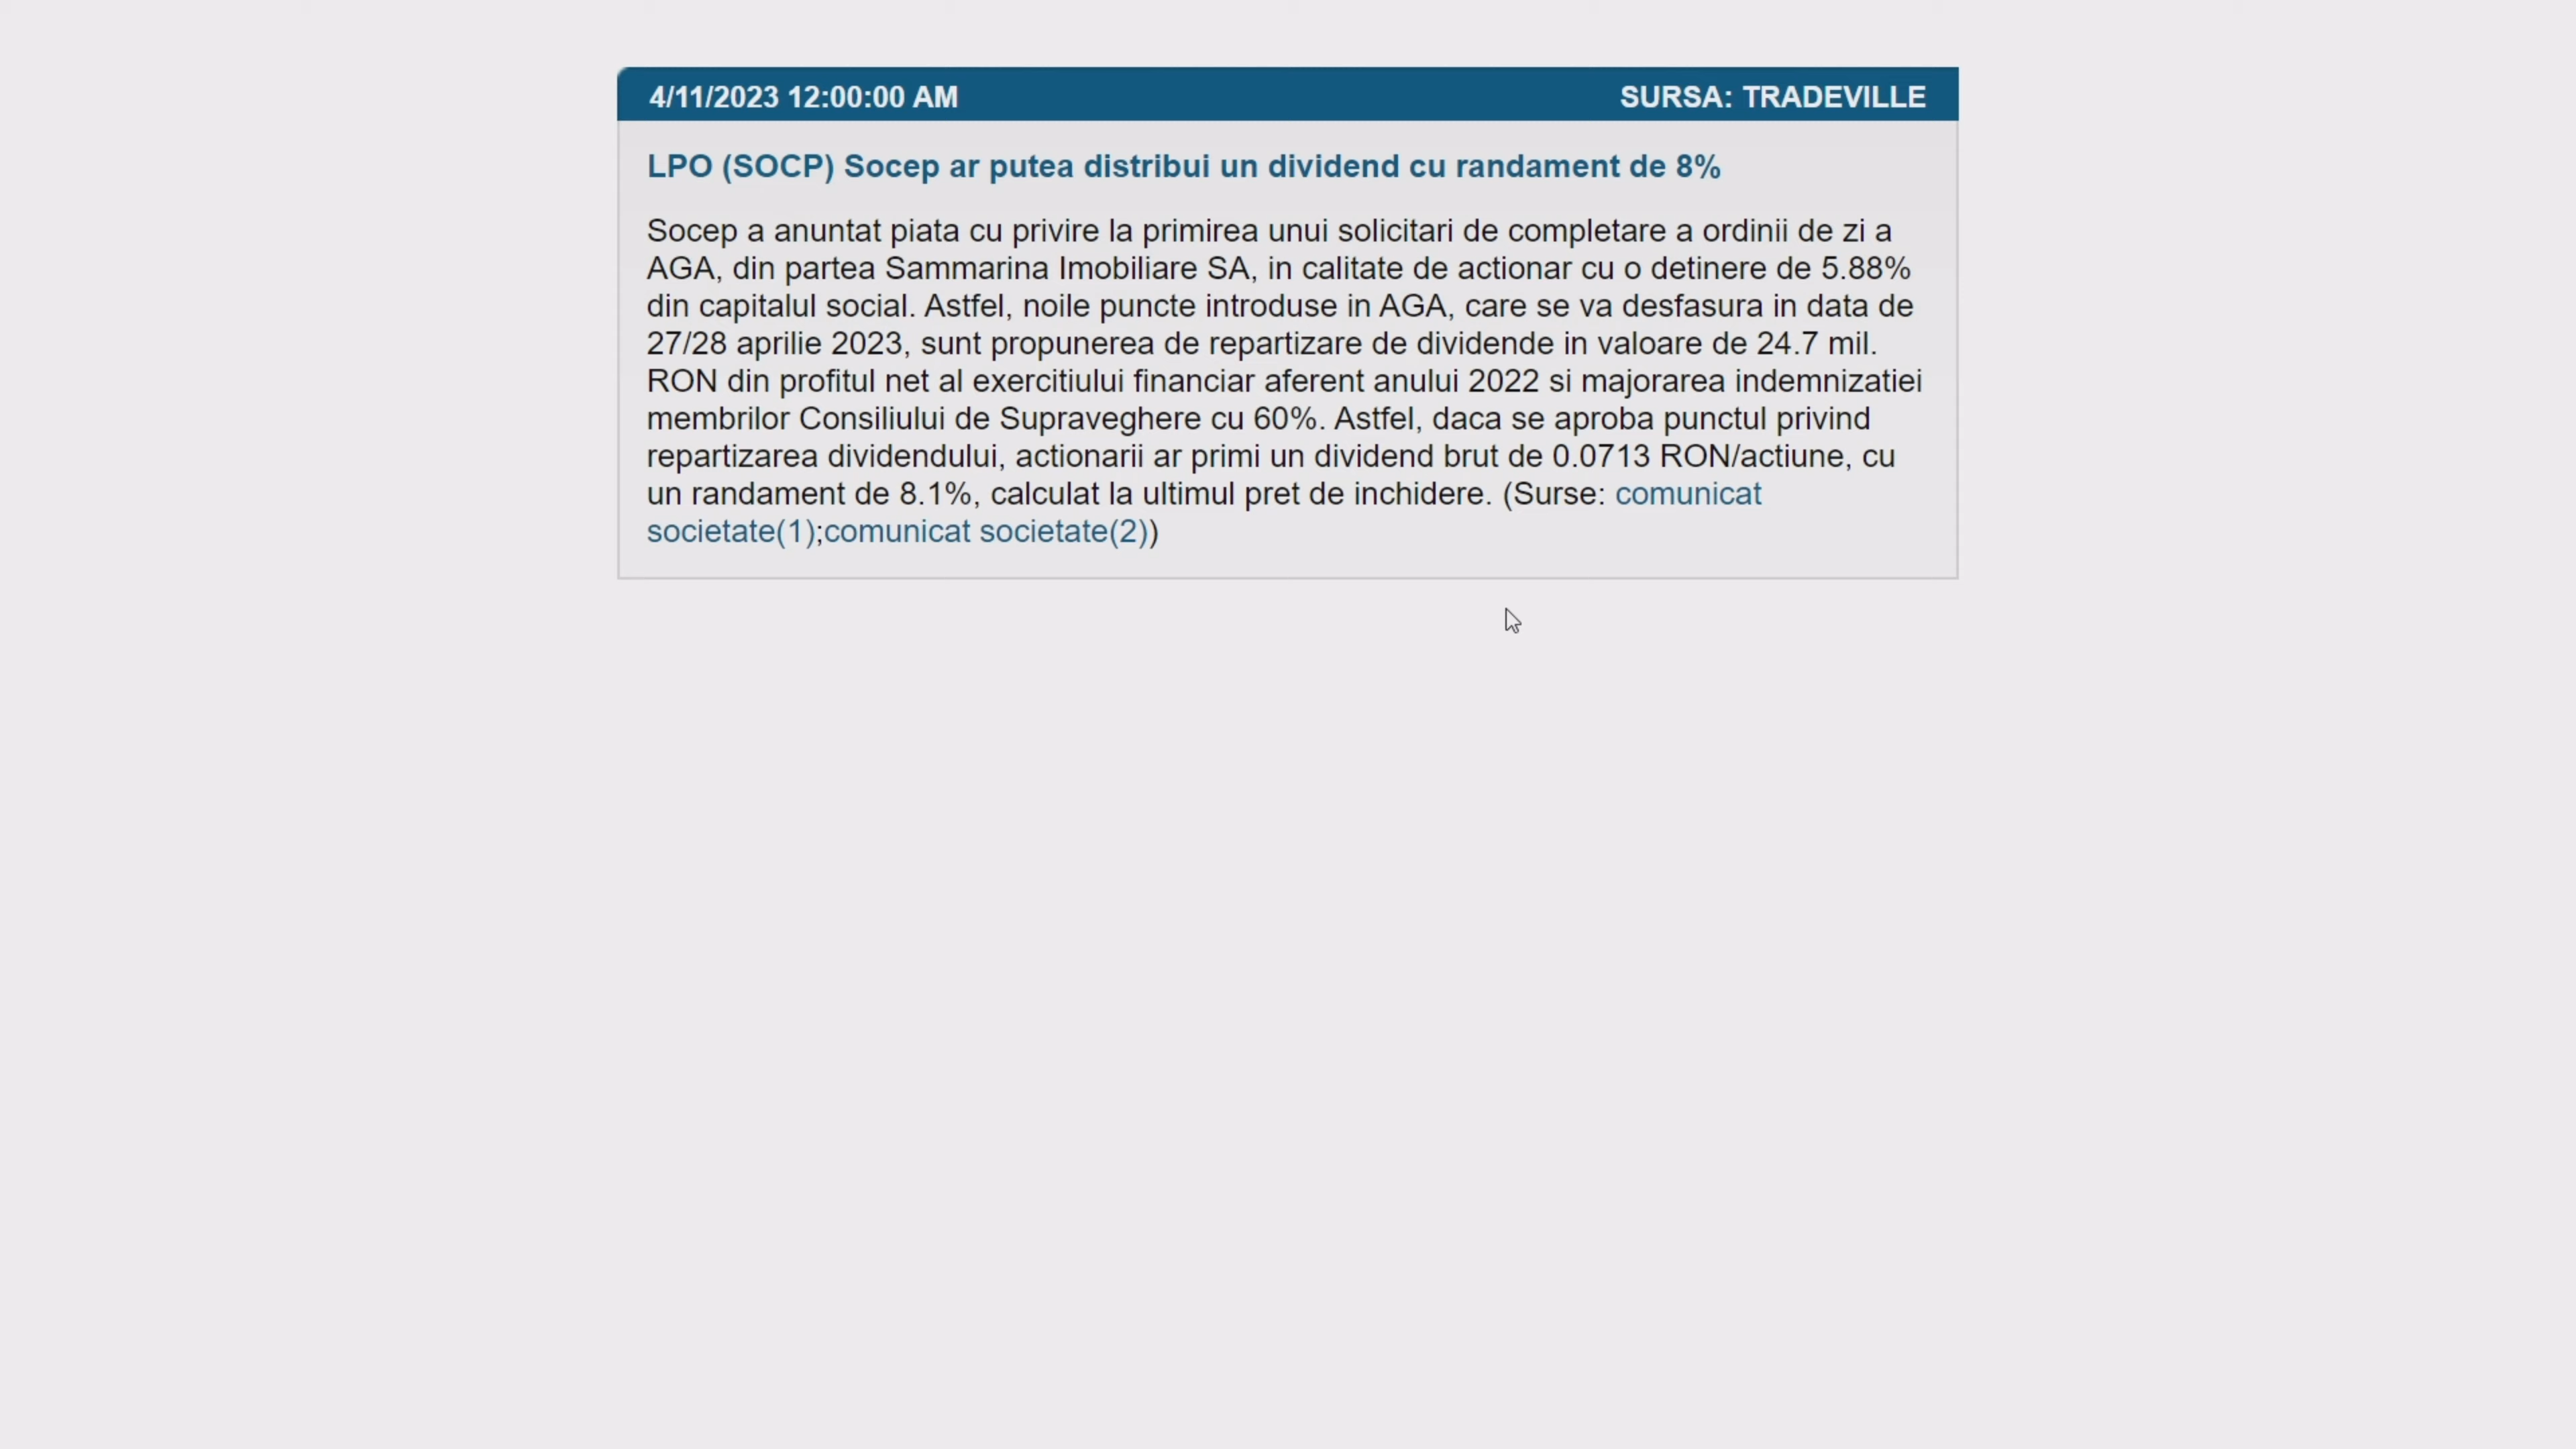 4/11/2023 12:00:00 AM
SURSA: TRADEVILLE
LPO (SOCP) Socep ar putea distribui un dividend cu randament de 8%
Socep a anuntat piata cu privire la primirea unui solicitari de completare a ordinii de zi a
AGA, din partea Sammarina Imobiliare SA, in calitate de actionar cu o detinere de 5.88%
din capitalul social. Astfel, noile puncte introduse in AGA, care se va desfasura in data de
27/28 aprilie 2023, sunt propunerea de repartizare de dividende in valoare de 24.7 mil.
RON din profitul net al exercitiului financiar aferent anului 2022 si majorarea indemnizatiei
membrilor Consiliului de Supraveghere cu 60%. Astfel, daca se aproba punctul privind
repartizarea dividendului, actionarii ar primi un dividend brut de 0.0713 RON/actiune, cu
un randament de 8.1%, calculat la ultimul pret de inchidere. (Surse: comunicat
societate(1);comunicat societate(2))